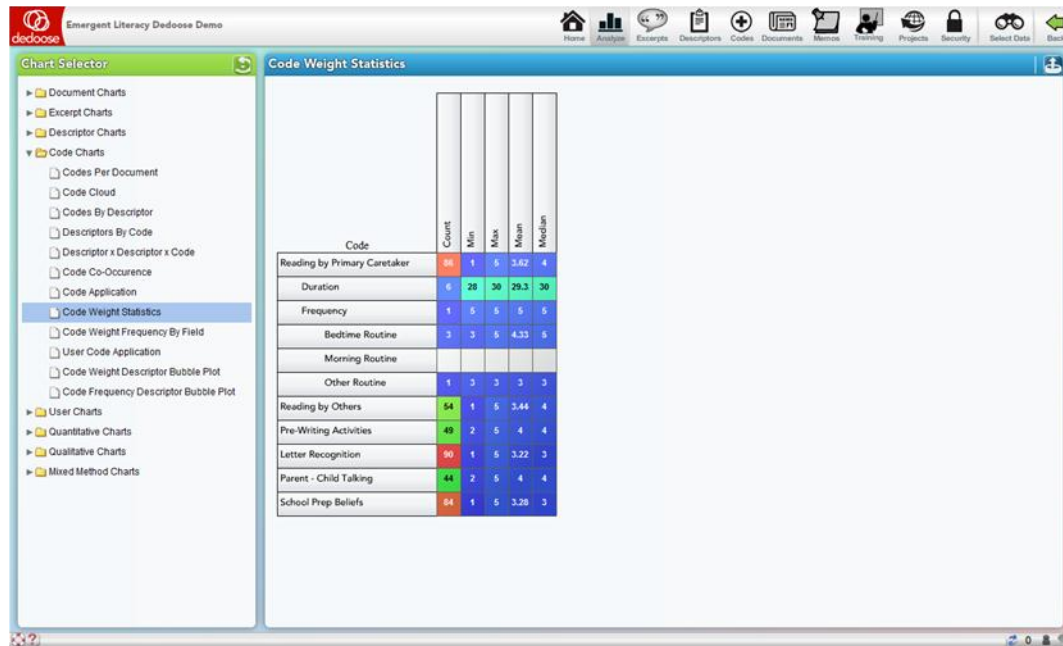 dedoose
Emergent Literacy Dedoose Demo
Home Analyze Excerpts Descriptors Codes Documents Memos Training Projects Security Select Data Back
Chart Selector
Document Charts
Excerpt Charts
Descriptor Charts
Code Charts
Codes Per Document
Code Cloud
Codes By Descriptor
Descriptors By Code
Descriptor x Descriptor x Code
Code Co-Occurence
Code Application
Code Weight Statistics
Code Weight Frequency By Field
User Code Application
Code Weight Descriptor Bubble Plot
Code Frequency Descriptor Bubble Plot
User Charts
Quantitative Charts
Qualitative Charts
Mixed Method Charts
Code Weight Statistics
Code Count Min Max Mean Median
Reading by Primary Caretaker 86 1 5 3.62 4
Duration 6 28 30 29.3 30
Frequency 1 5 5 5 5
Bedtime Routine 3 3 5 4.33 5
Morning Routine
Other Routine 1 3 3 3 3
Reading by Others 54 1 5 3.44 4
Pre-Writing Activities 49 2 5 4 4
Letter Recognition 90 1 5 3.22 3
Parent - Child Talking 44 2 5 4 4
School Prep Beliefs 84 1 5 3.28 3
?
0